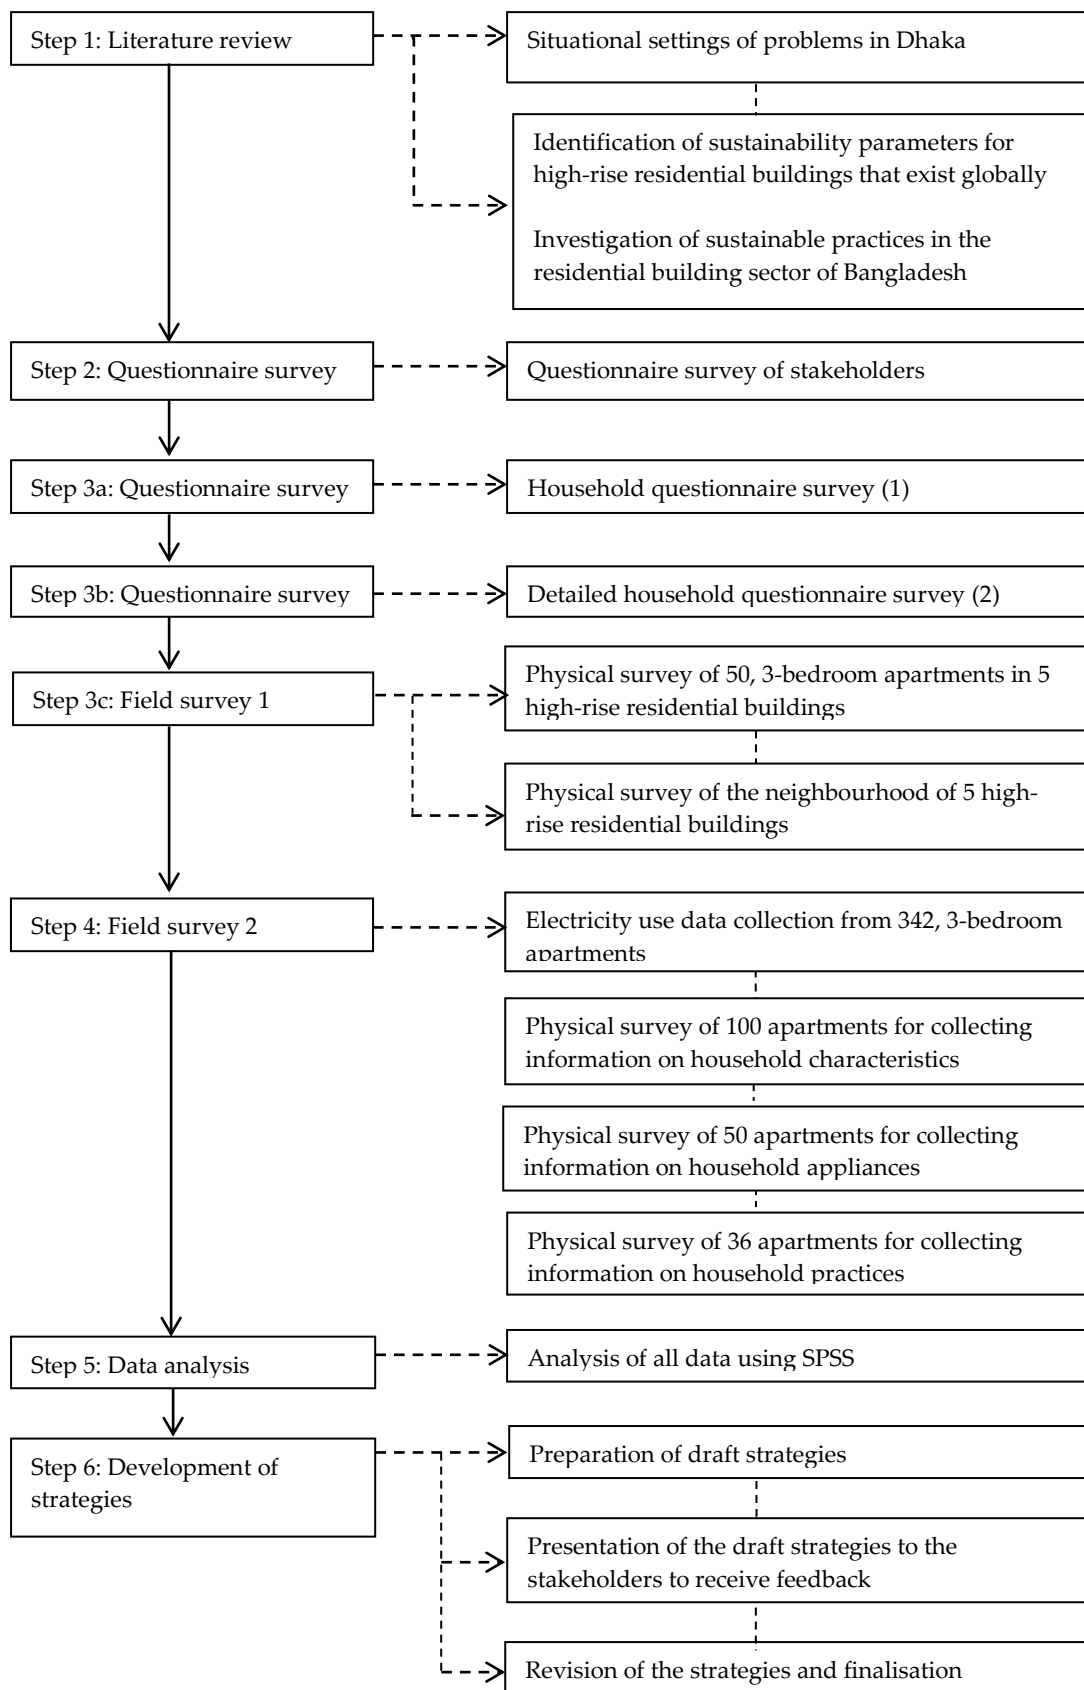 Step 1: Literature review
Situational settings of problems in Dhaka
Identification of sustainability parameters for
high-rise residential buildings that exist globally
Investigation of sustainable practices in the
residential building sector of Bangladesh
Step 2: Questionnaire survey
Questionnaire survey of stakeholders
Step 3a: Questionnaire survey
Household questionnaire survey (1)
Step 3b: Questionnaire survey
Detailed household questionnaire survey (2)
Step 3c: Field survey 1
Physical survey of 50, 3-bedroom apartments in 5
high-rise residential buildings
Physical survey of the neighbourhood of 5 high-
rise residential buildings
Step 4: Field survey 2
Electricity use data collection from 342, 3-bedroom
apartments
Physical survey of 100 apartments for collecting
information on household characteristics
Physical survey of 50 apartments for collecting
information on household appliances
Physical survey of 36 apartments for collecting
information on household practices
Step 5: Data analysis
Analysis of all data using SPSS
Step 6: Development of
strategies
Preparation of draft strategies
Presentation of the draft strategies to the
stakeholders to receive feedback
Revision of the strategies and finalisation